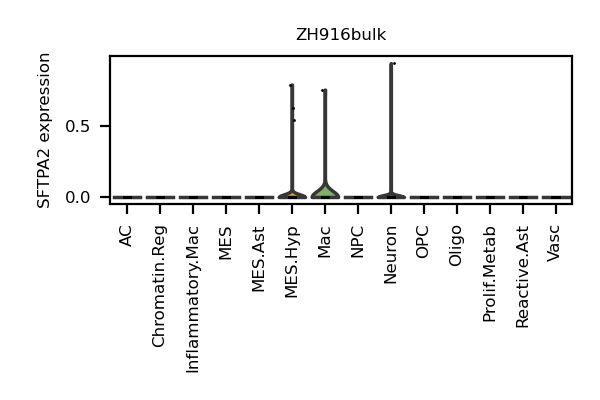 ZH916bulk
SFTPA2 expression
0.5
0.0
AC
Chromatin.Reg
Inflammatory.Mac
MES
MES.Ast
MES.Hyp
Mac
NPC
Neuron
OPC
Oligo
Prolif.Metab
Reactive.Ast
Vasc